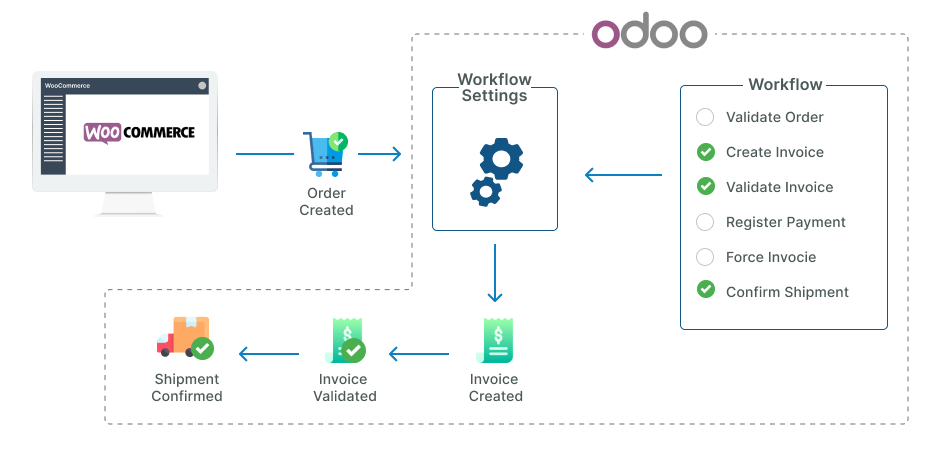 odoo
WooCommerce
WOO COMMERCE
Order
Created
Workflow
Settings
Workflow
Validate Order
Create Invoice
Validate Invoice
Register Payment
Force Invocie
Confirm Shipment
$
$
Shipment
Confirmed
Invoice
Validated
Invoice
Created